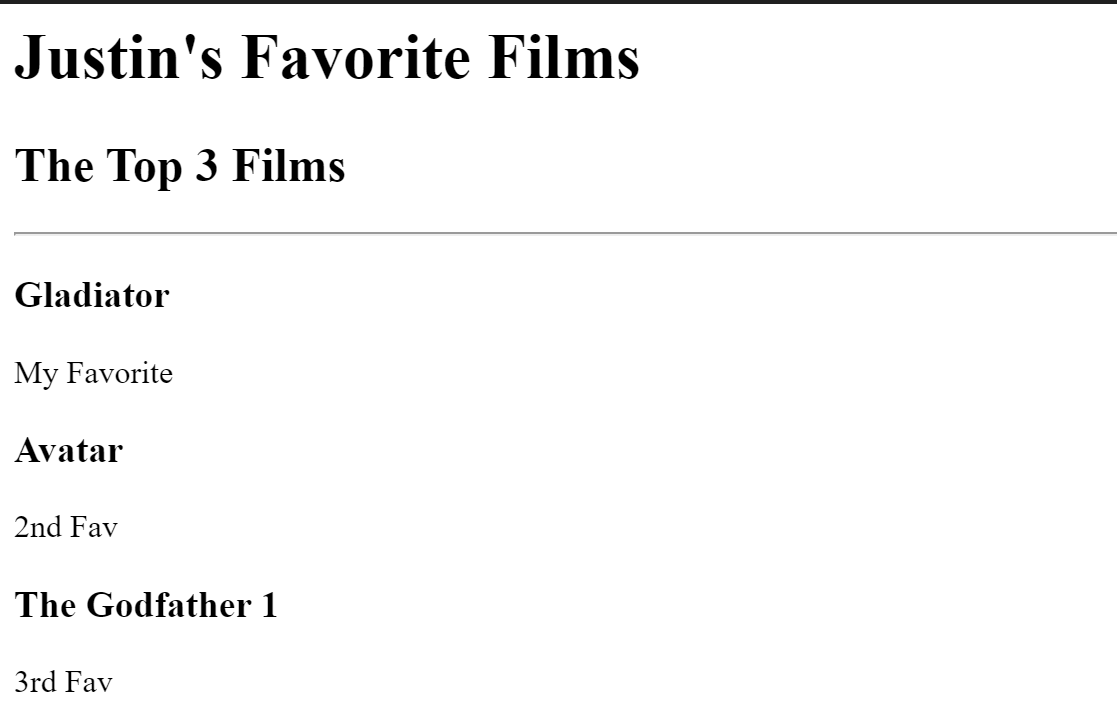 Justin's Favorite Films
The Top 3 Films
Gladiator
My Favorite
Avatar
2nd Fav
The Godfather 1
3rd Fav